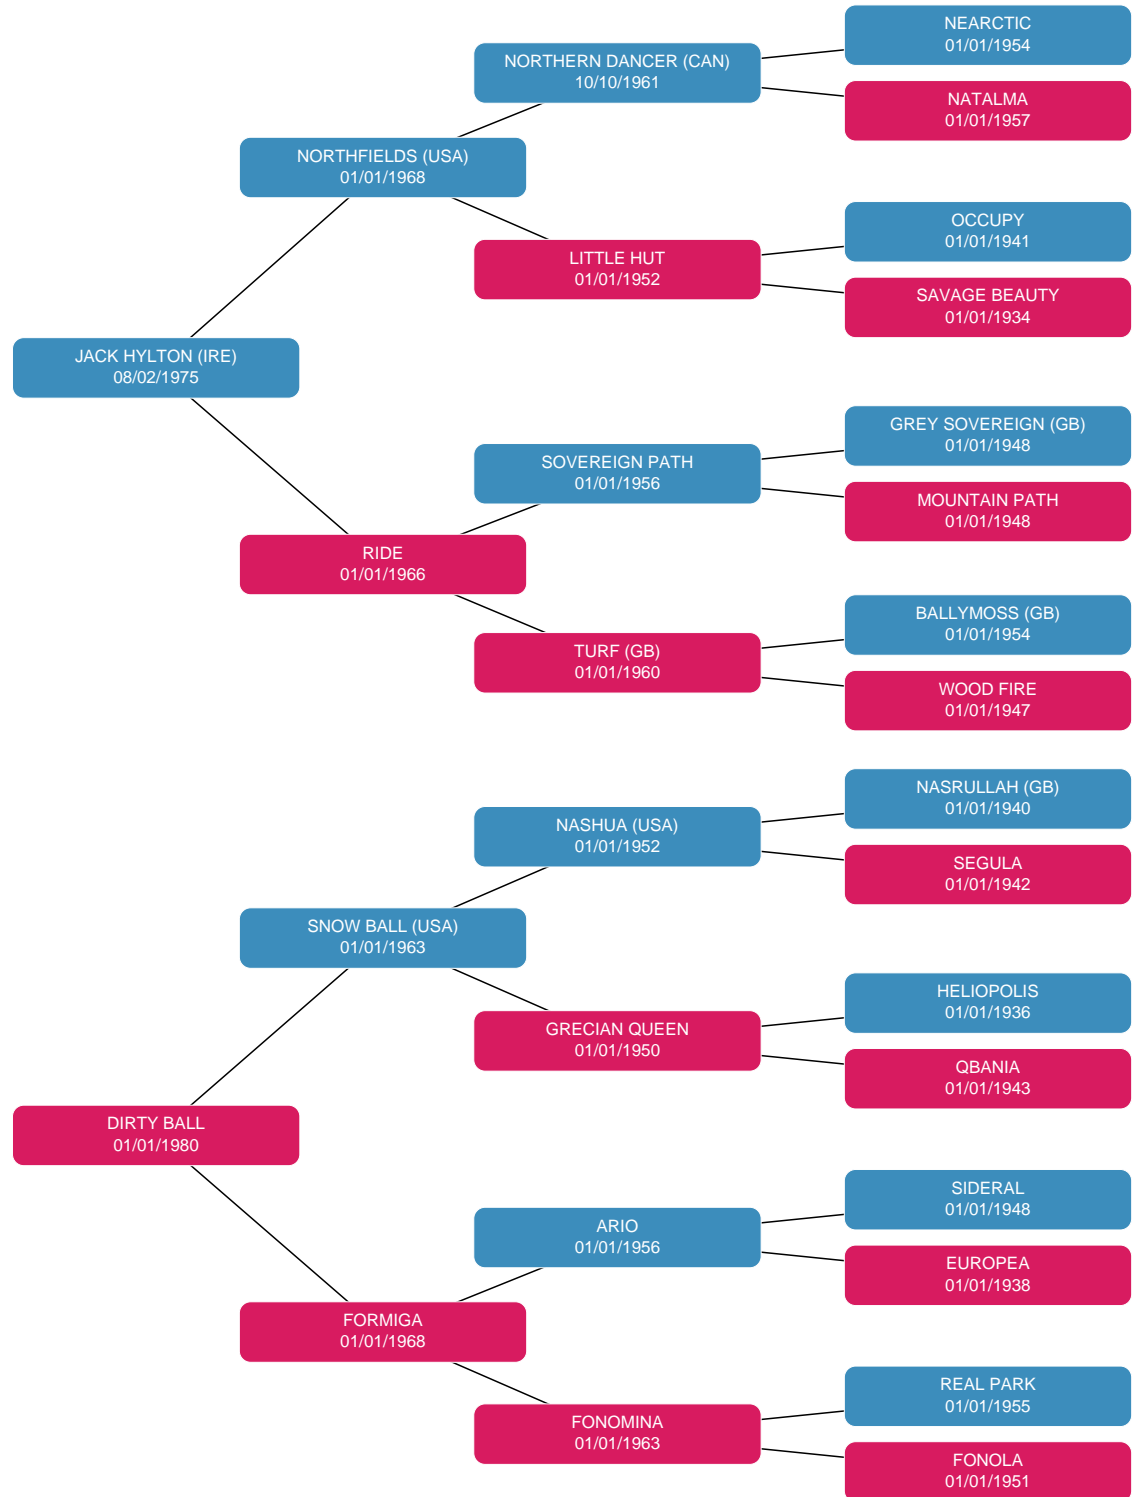 NEARCTIC
01/01/1954
NORTHERN DANCER (CAN)
10/10/1961
NATALMA
01/01/1957
NORTHFIELDS (USA)
01/01/1968
OCCUPY
01/01/1941
LITTLE HUT
01/01/1952
SAVAGE BEAUTY
01/01/1934
JACK HYLTON (IRE)
08/02/1975
GREY SOVEREIGN (GB)
01/01/1948
SOVEREIGN PATH
01/01/1956
MOUNTAIN PATH
01/01/1948
RIDE
01/01/1966
BALLYMOSS (GB)
01/01/1954
TURF (GB)
01/01/1960
WOOD FIRE
01/01/1947
NASRULLAH (GB)
01/01/1940
NASHUA (USA)
01/01/1952
SEGULA
01/01/1942
SNOW BALL (USA)
01/01/1963
HELIOPOLIS
01/01/1936
GRECIAN QUEEN
01/01/1950
QBANIA
01/01/1943
DIRTY BALL
01/01/1980
SIDERAL
01/01/1948
ARIO
01/01/1956
EUROPEA
01/01/1938
FORMIGA
01/01/1968
REAL PARK
01/01/1955
FONOMINA
01/01/1963
FONOLA
01/01/1951